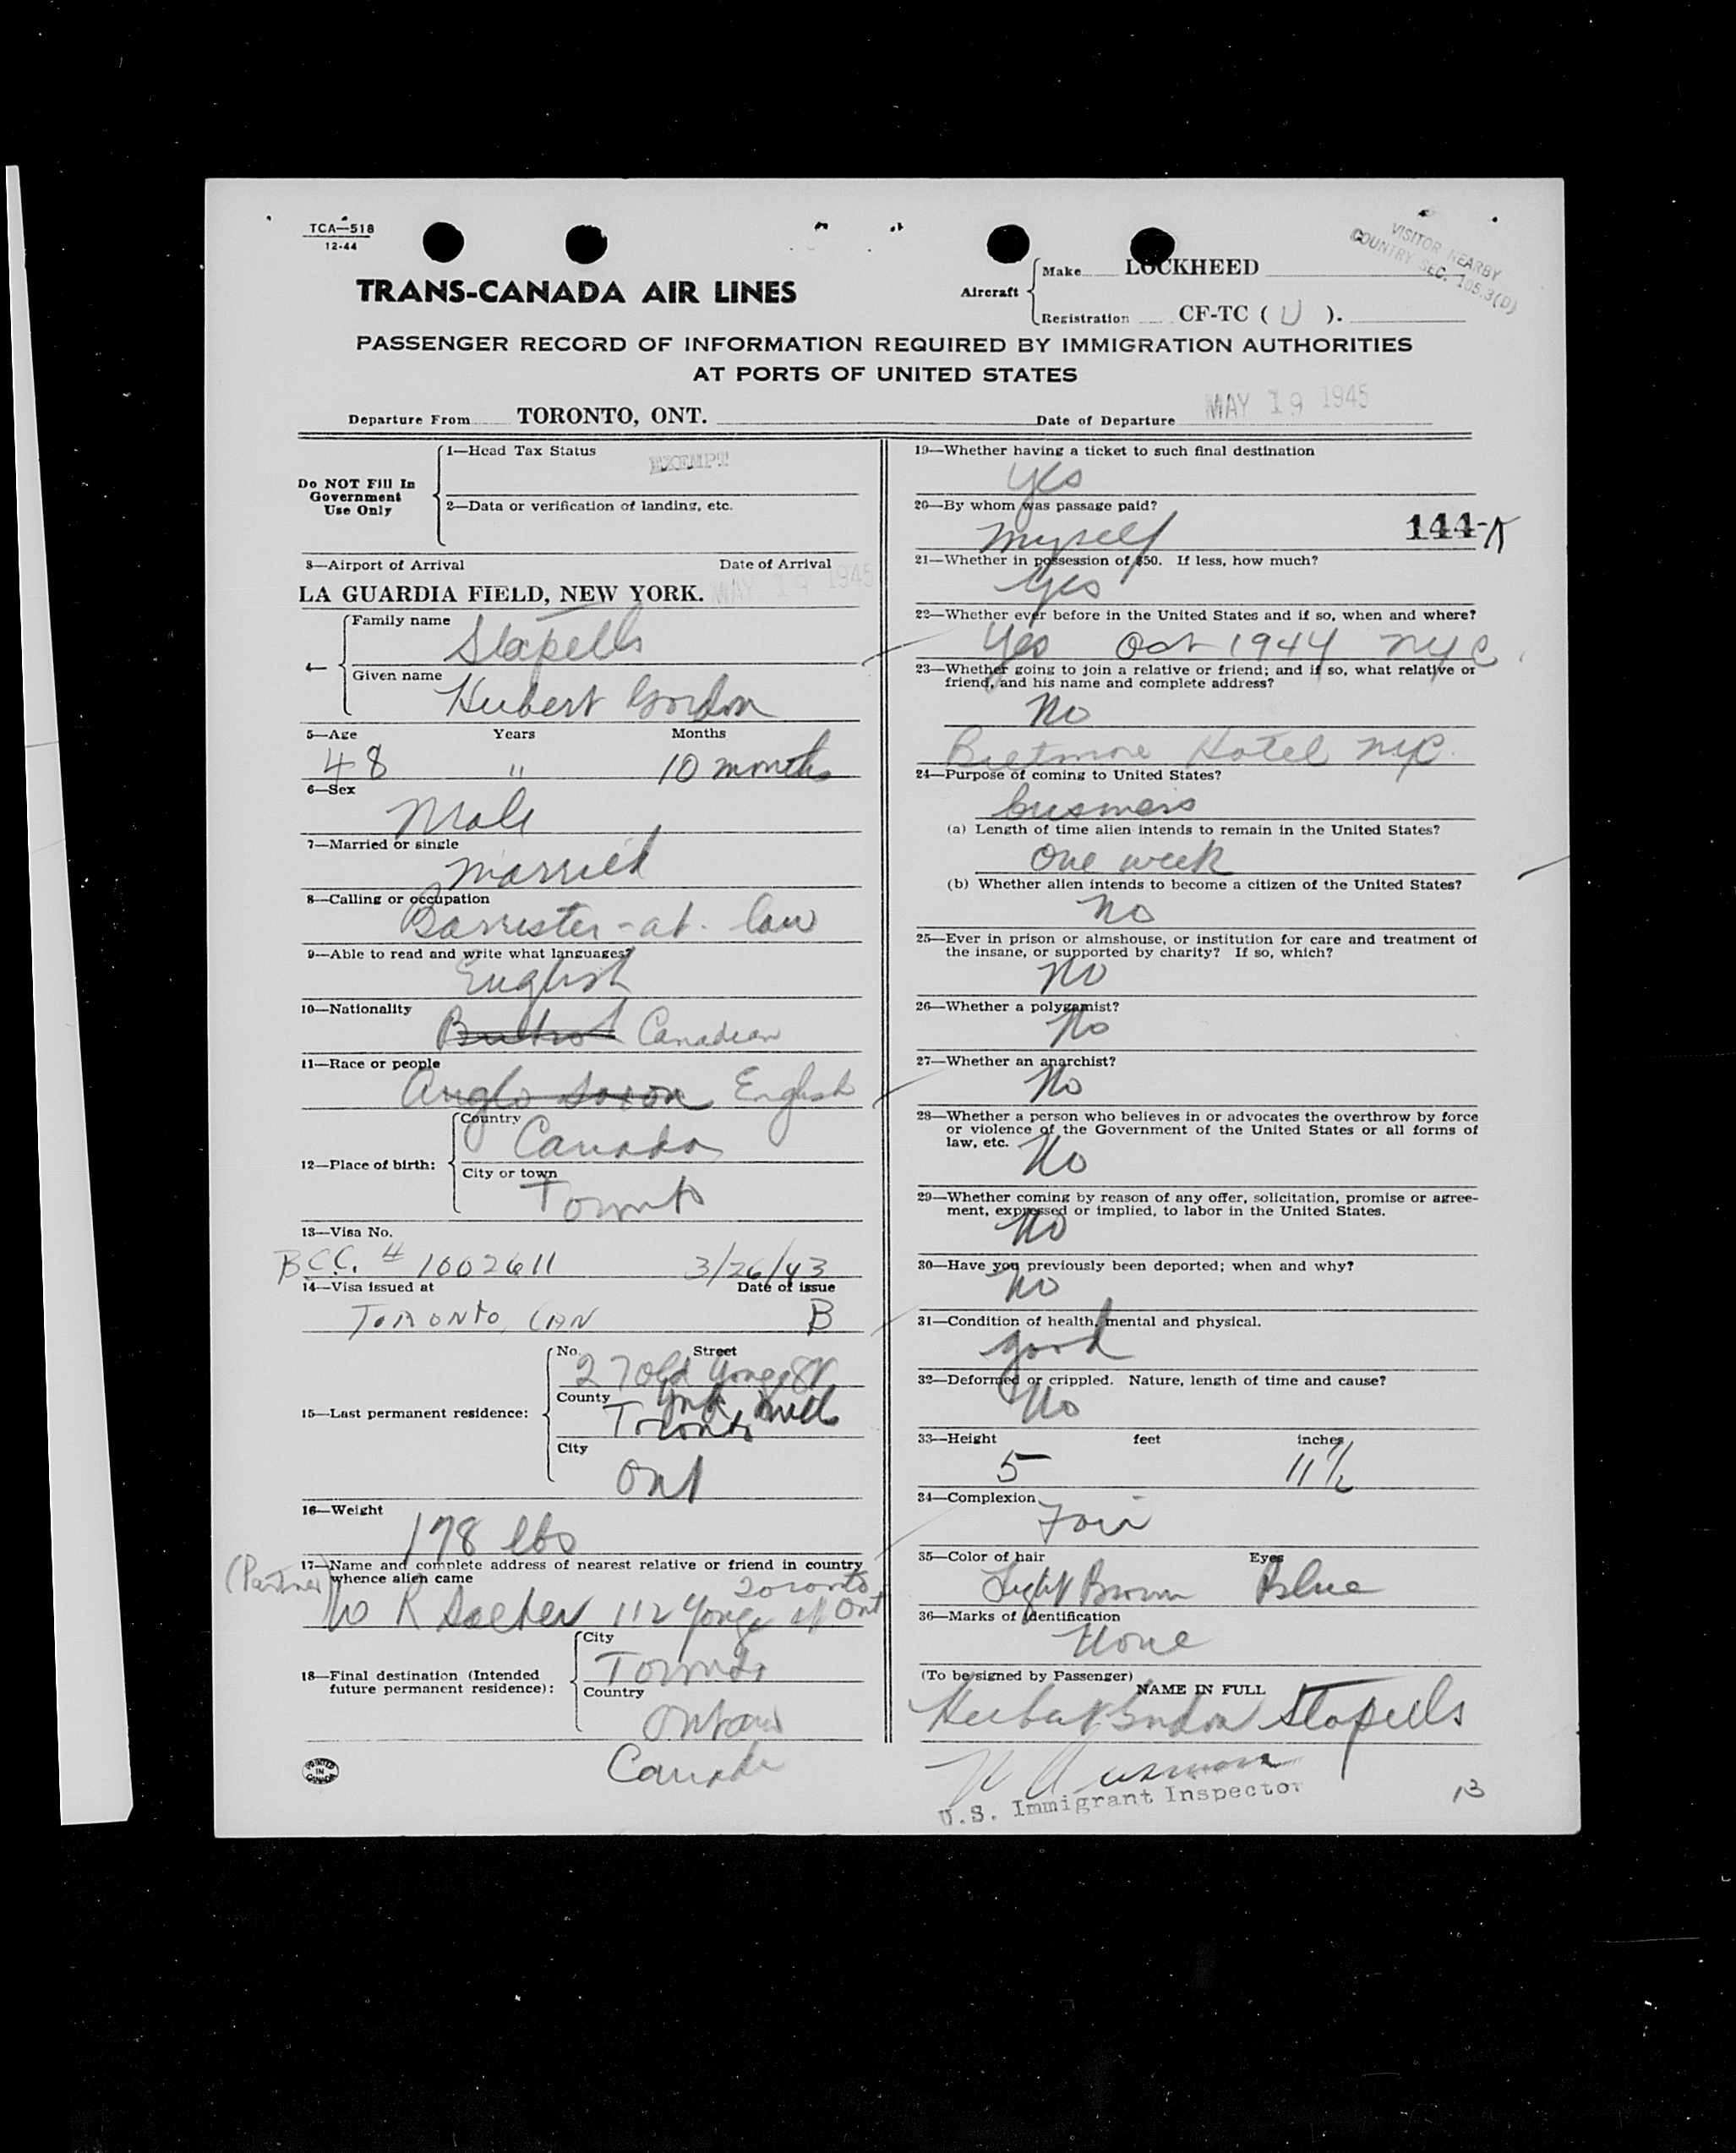 TCA—518
12-44
TRANS-CANADA AIR LINES
Aircraft
Make LOCKHEED
Registration CF-TC ( U ).
VISITOR NEARBY
COUNTRY SEC. 105.3(D)
PASSENGER RECORD OF INFORMATION REQUIRED BY IMMIGRATION AUTHORITIES
AT PORTS OF UNITED STATES
Departure From TORONTO, ONT.
Date of Departure MAY 19 1945
Do NOT Fill In
Government
Use Only
1—Head Tax Status
EXEMPT
2—Data or verification of landing, etc.
3—Airport of Arrival Date of Arrival
LA GUARDIA FIELD, NEW YORK. MAY 19 1945
4—
Family name
Stapells
Given name
Herbert Gordon
5—Age Years Months
48 " 10 months
6—Sex
Male
7—Married or single
married
8—Calling or occupation
Barrister-at-law
9—Able to read and write what languages?
English
10—Nationality
British Canadian
11—Race or people
Anglo Saxon English
12—Place of birth:
Country
Canada
City or town
Toronto
13—Visa No.
BCC. # 1002611 3/26/43
14—Visa issued at Date of issue
TORONTO, CAN B
15—Last permanent residence:
No. Street
27 Old Yonge St
County York Mills
Toronto
City
Ont
16—Weight
178 lbs
17—Name and complete address of nearest relative or friend in country
whence alien came
(Partner) Toronto
W R 112 Yonge st Ont
18—Final destination (Intended
future permanent residence):
City
Toronto
Country
Ontario
Canada
PRINTED
IN
CANADA
19—Whether having a ticket to such final destination
yes
20—By whom was passage paid?
myself
144-
21—Whether in possession of $50. If less, how much?
yes
22—Whether ever before in the United States and if so, when and where?
Yes Oct 1944 NYC
23—Whether going to join a relative or friend; and if so, what relative or
friend, and his name and complete address?
No
Biltmore Hotel NYC
24—Purpose of coming to United States?
business
(a) Length of time alien intends to remain in the United States?
One week
(b) Whether alien intends to become a citizen of the United States?
No
25—Ever in prison or almshouse, or institution for care and treatment of
the insane, or supported by charity? If so, which?
No
26—Whether a polygamist?
No
27—Whether an anarchist?
No
28—Whether a person who believes in or advocates the overthrow by force
or violence of the Government of the United States or all forms of
law, etc.
No
29—Whether coming by reason of any offer, solicitation, promise or agree-
ment, expressed or implied, to labor in the United States.
No
30—Have you previously been deported; when and why?
No
31—Condition of health, mental and physical.
good
32—Deformed or crippled. Nature, length of time and cause?
No
33—Height feet inches
5 11½
34—Complexion
Fair
35—Color of hair Eyes
Light Brown Blue
36—Marks of identification
None
(To be signed by Passenger)
NAME IN FULL
Herbert Gordon Stapells
U.S. Immigrant Inspector
13